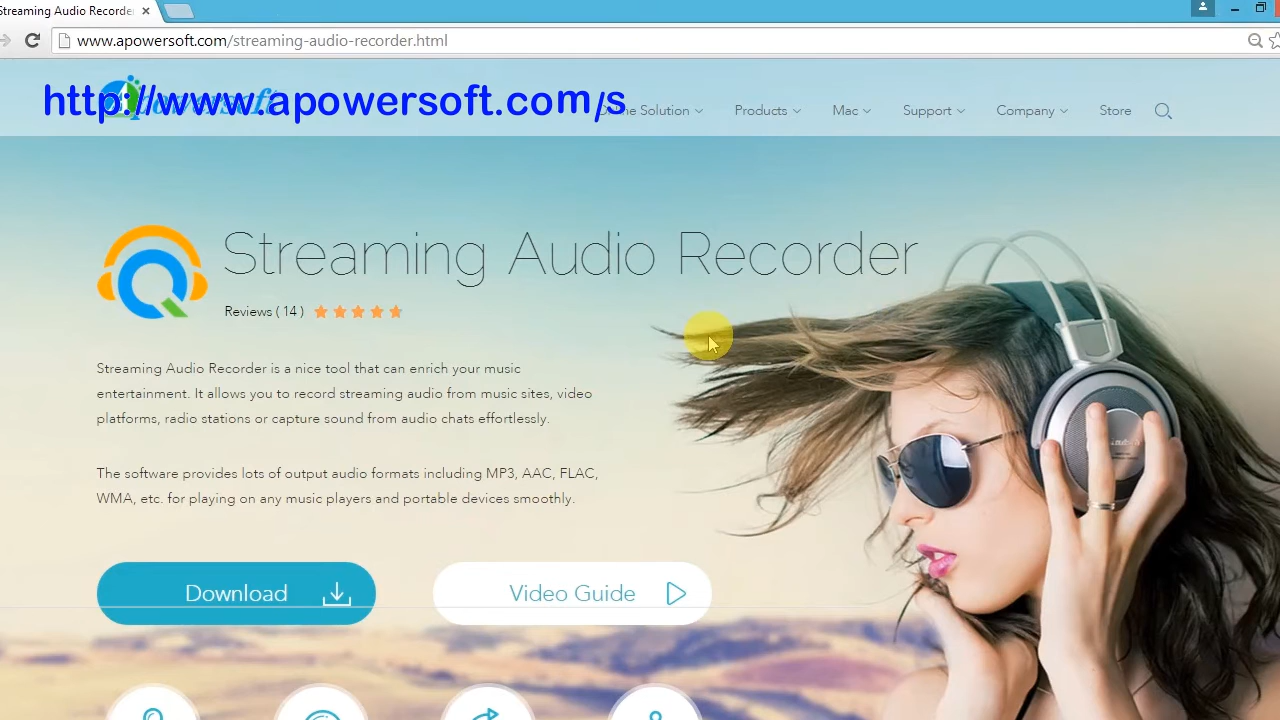 Streaming Audio Recorder
www.apowersoft.com/streaming-audio-recorder.html
http://www.apowersoft.com/s
Solution
Products
Mac
Support
Company
Store
Streaming Audio Recorder
Reviews ( 14 )
Streaming Audio Recorder is a nice tool that can enrich your music
entertainment. It allows you to record streaming audio from music sites, video
platforms, radio stations or capture sound from audio chats effortlessly.
The software provides lots of output audio formats including MP3, AAC, FLAC,
WMA, etc. for playing on any music players and portable devices smoothly.
Download
Video Guide